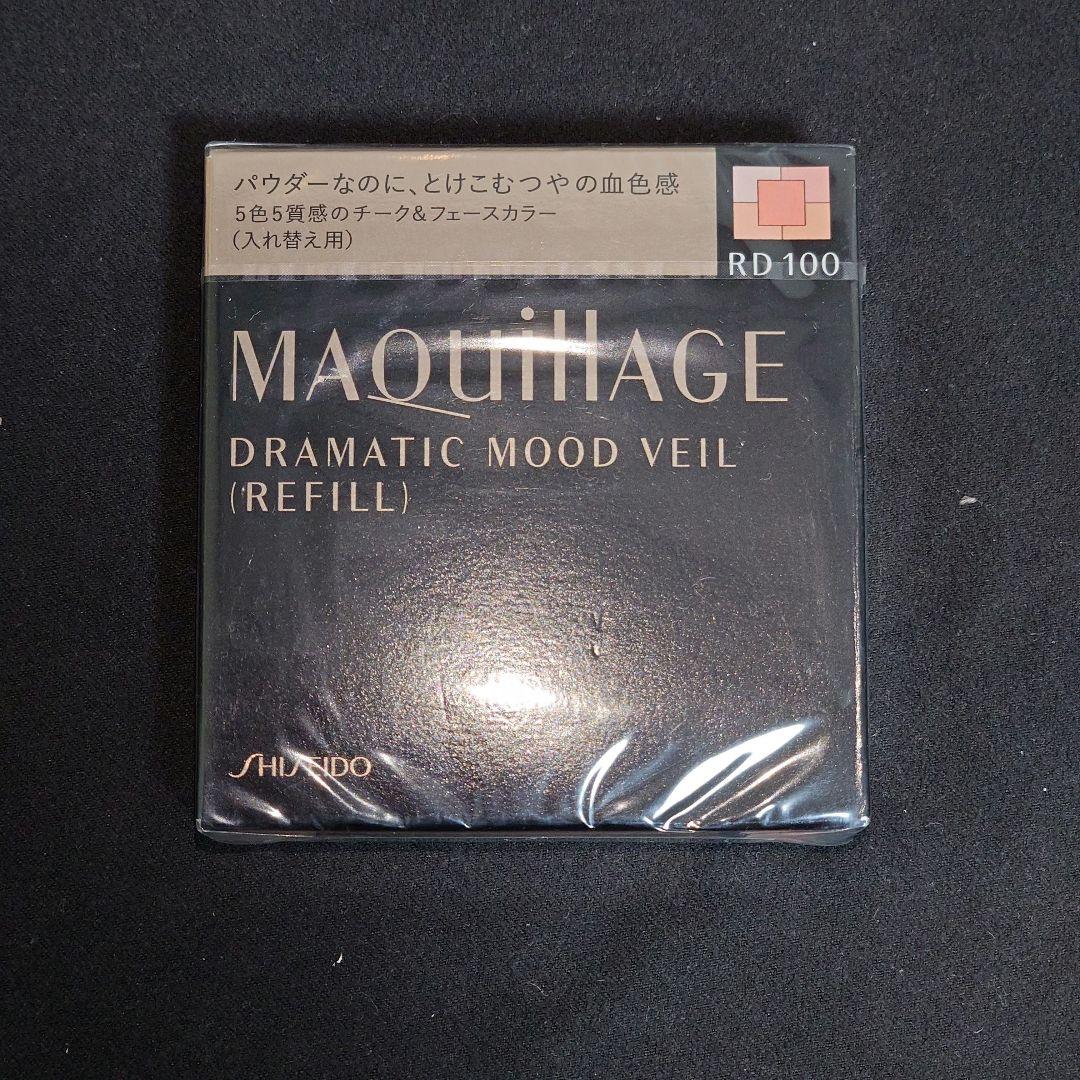 パウダーなのに、とけこむつやの血色感
5色5質感のチーク&フェースカラー
(入れ替え用)
RD 100
MAQuillAGE
DRAMATIC MOOD VEIL
(REFILL)
SHISEIDO